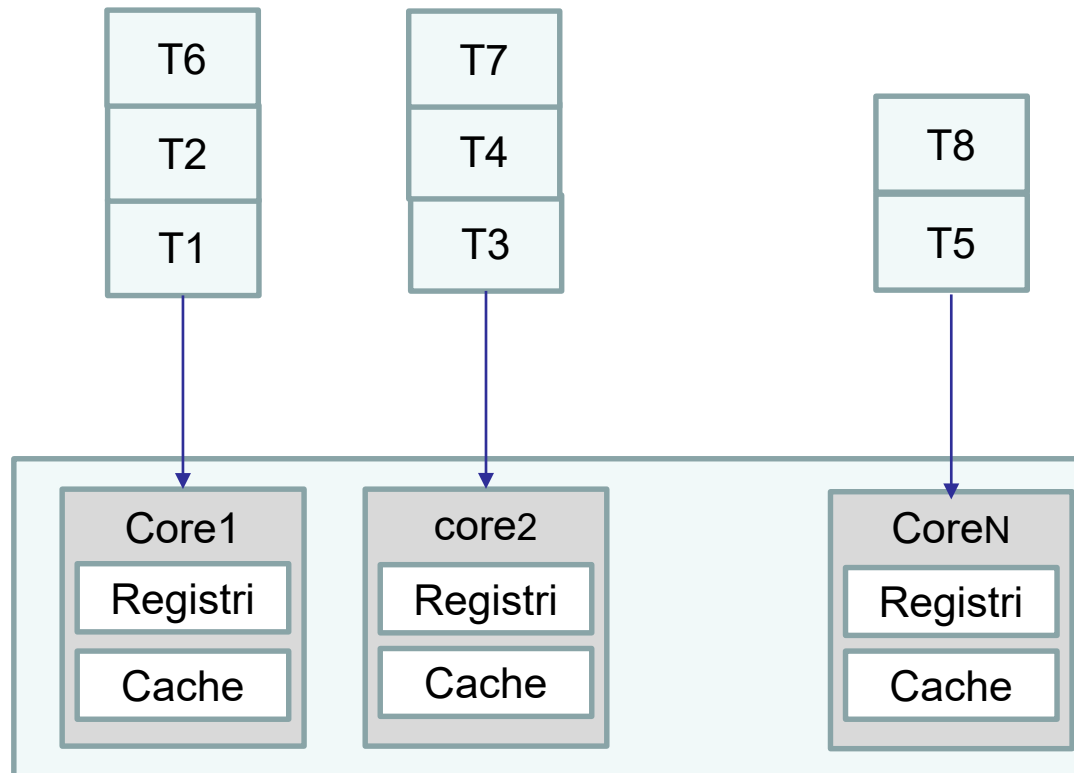 T6
T2
T1
T7
T4
T3
T8
T5
Core1
Registri
Cache
core2
Registri
Cache
CoreN
Registri
Cache